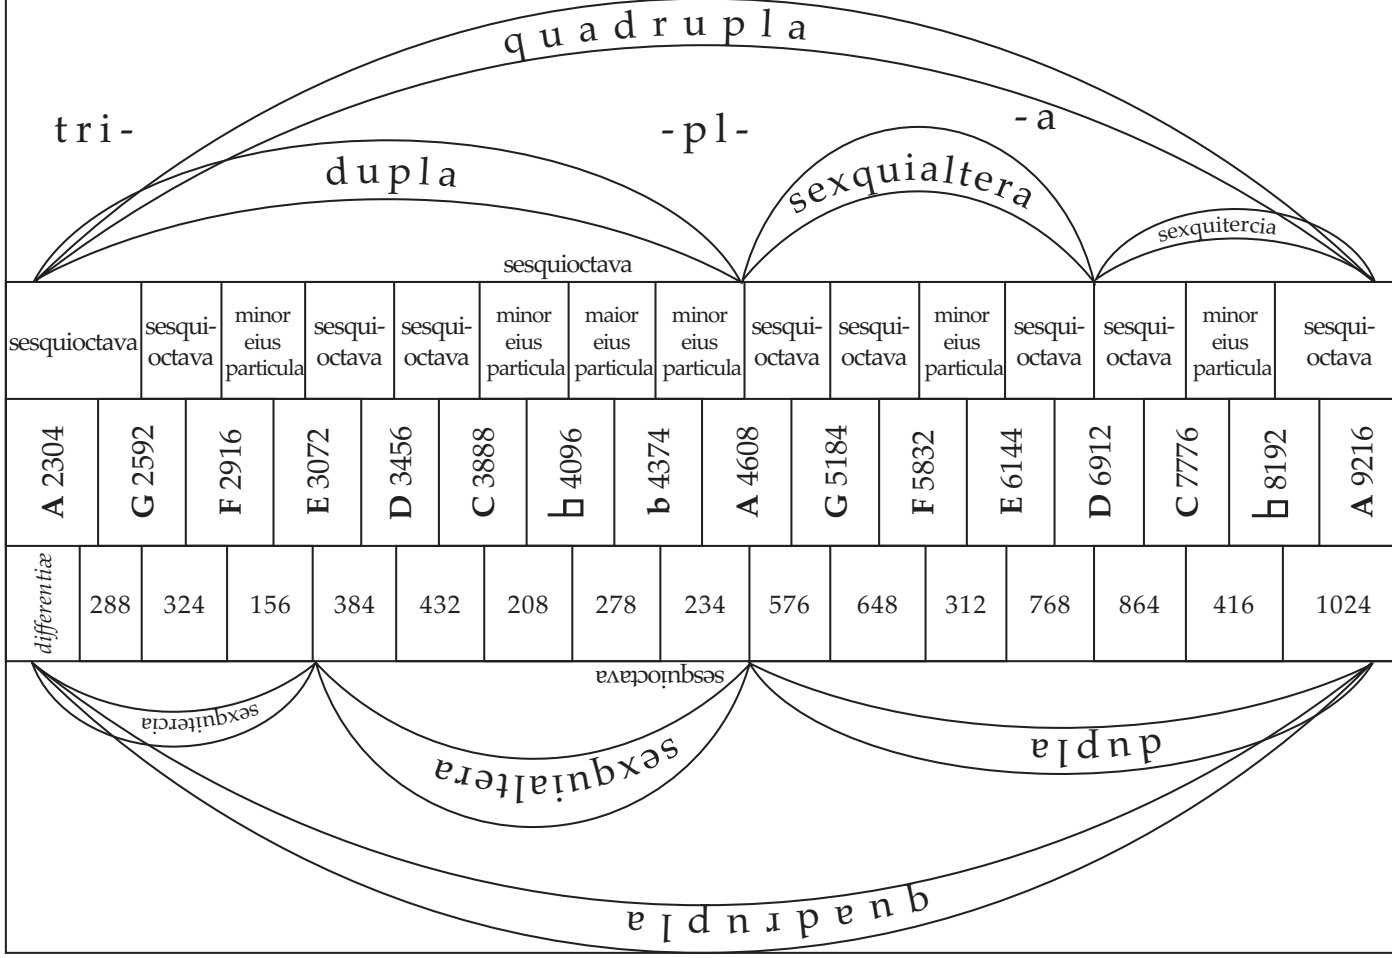 quadrupla
tri- -pl- -a
dupla
sexquialtera
sexquitercia
sesquioctava
sesquioctava
sesqui-
octava
minor
eius
particula
sesqui-
octava
sesqui-
octava
minor
eius
particula
maior
eius
particula
minor
eius
particula
sesqui-
octava
sesqui-
octava
minor
eius
particula
sesqui-
octava
sesqui-
octava
minor
eius
particula
sesqui-
octava
A 2304
G 2592
F 2916
E 3072
D 3456
C 3888
♮ 4096
b 4374
A 4608
G 5184
F 5832
E 6144
D 6912
C 7776
♮ 8192
A 9216
differentiæ
288
324
156
384
432
208
278
234
576
648
312
768
864
416
1024
sesquioctava
sexquitercia
sexquialtera
dupla
quadrupla